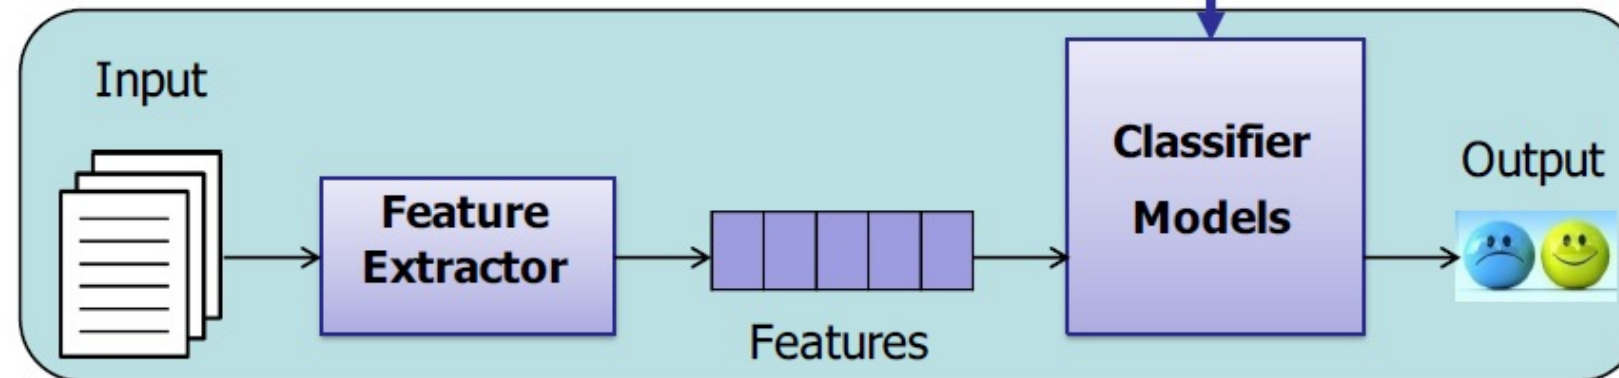 Input
Feature
Extractor
Features
Classifier
Models
Output